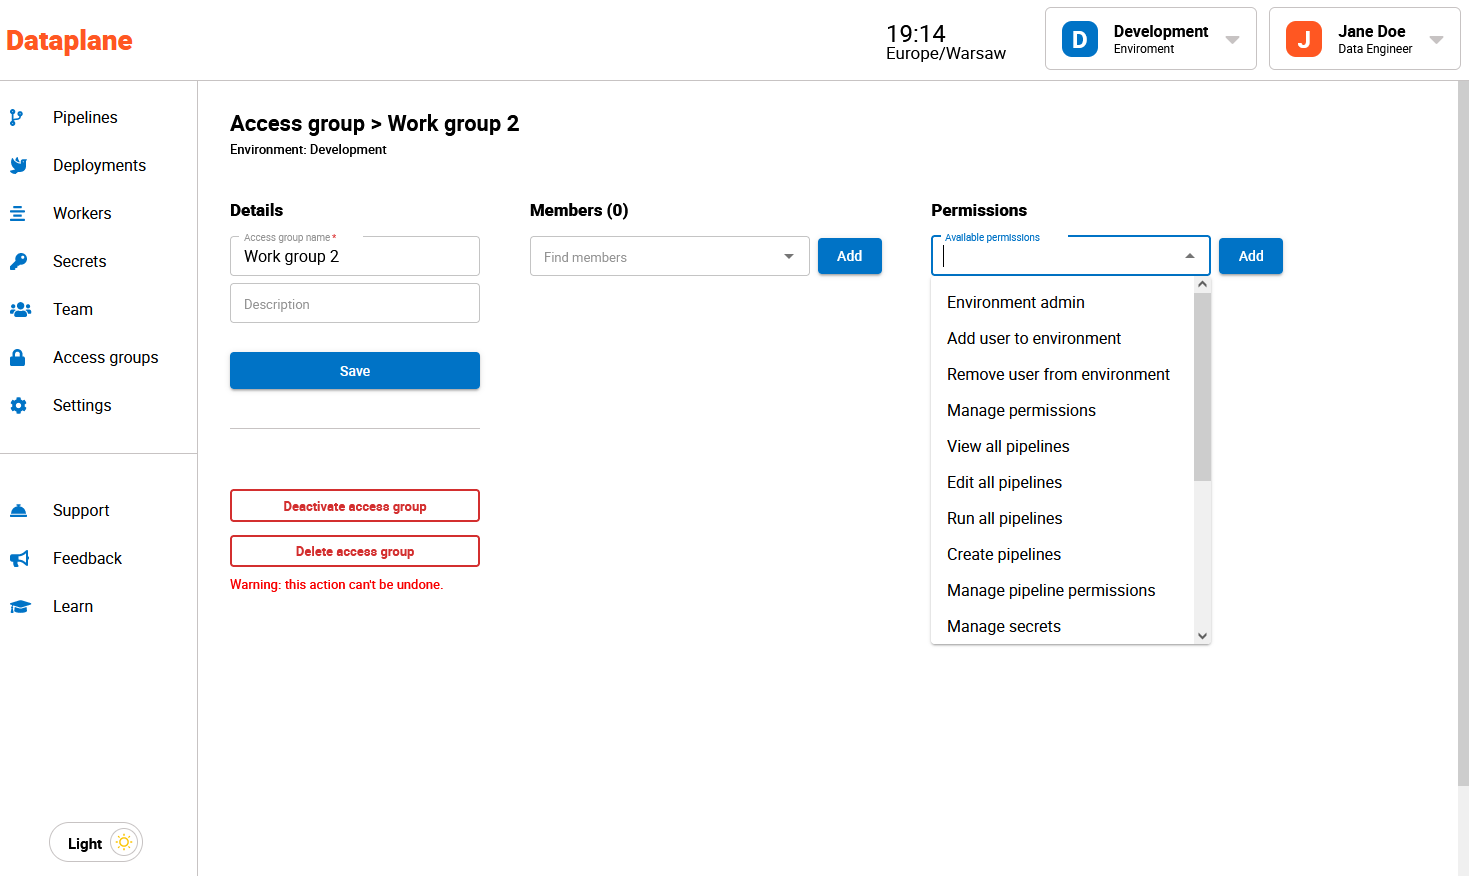 Dataplane
19:14
Europe/Warsaw
D
Development
Enviroment
J
Jane Doe
Data Engineer
Pipelines
Deployments
Workers
Secrets
Team
Access groups
Settings
Support
Feedback
Learn
Light
Access group > Work group 2
Environment: Development
Details
Access group name *
Work group 2
Description
Save
Deactivate access group
Delete access group
Warning: this action can't be undone.
Members (0)
Find members
Add
Permissions
Available permissions
Add
Environment admin
Add user to environment
Remove user from environment
Manage permissions
View all pipelines
Edit all pipelines
Run all pipelines
Create pipelines
Manage pipeline permissions
Manage secrets